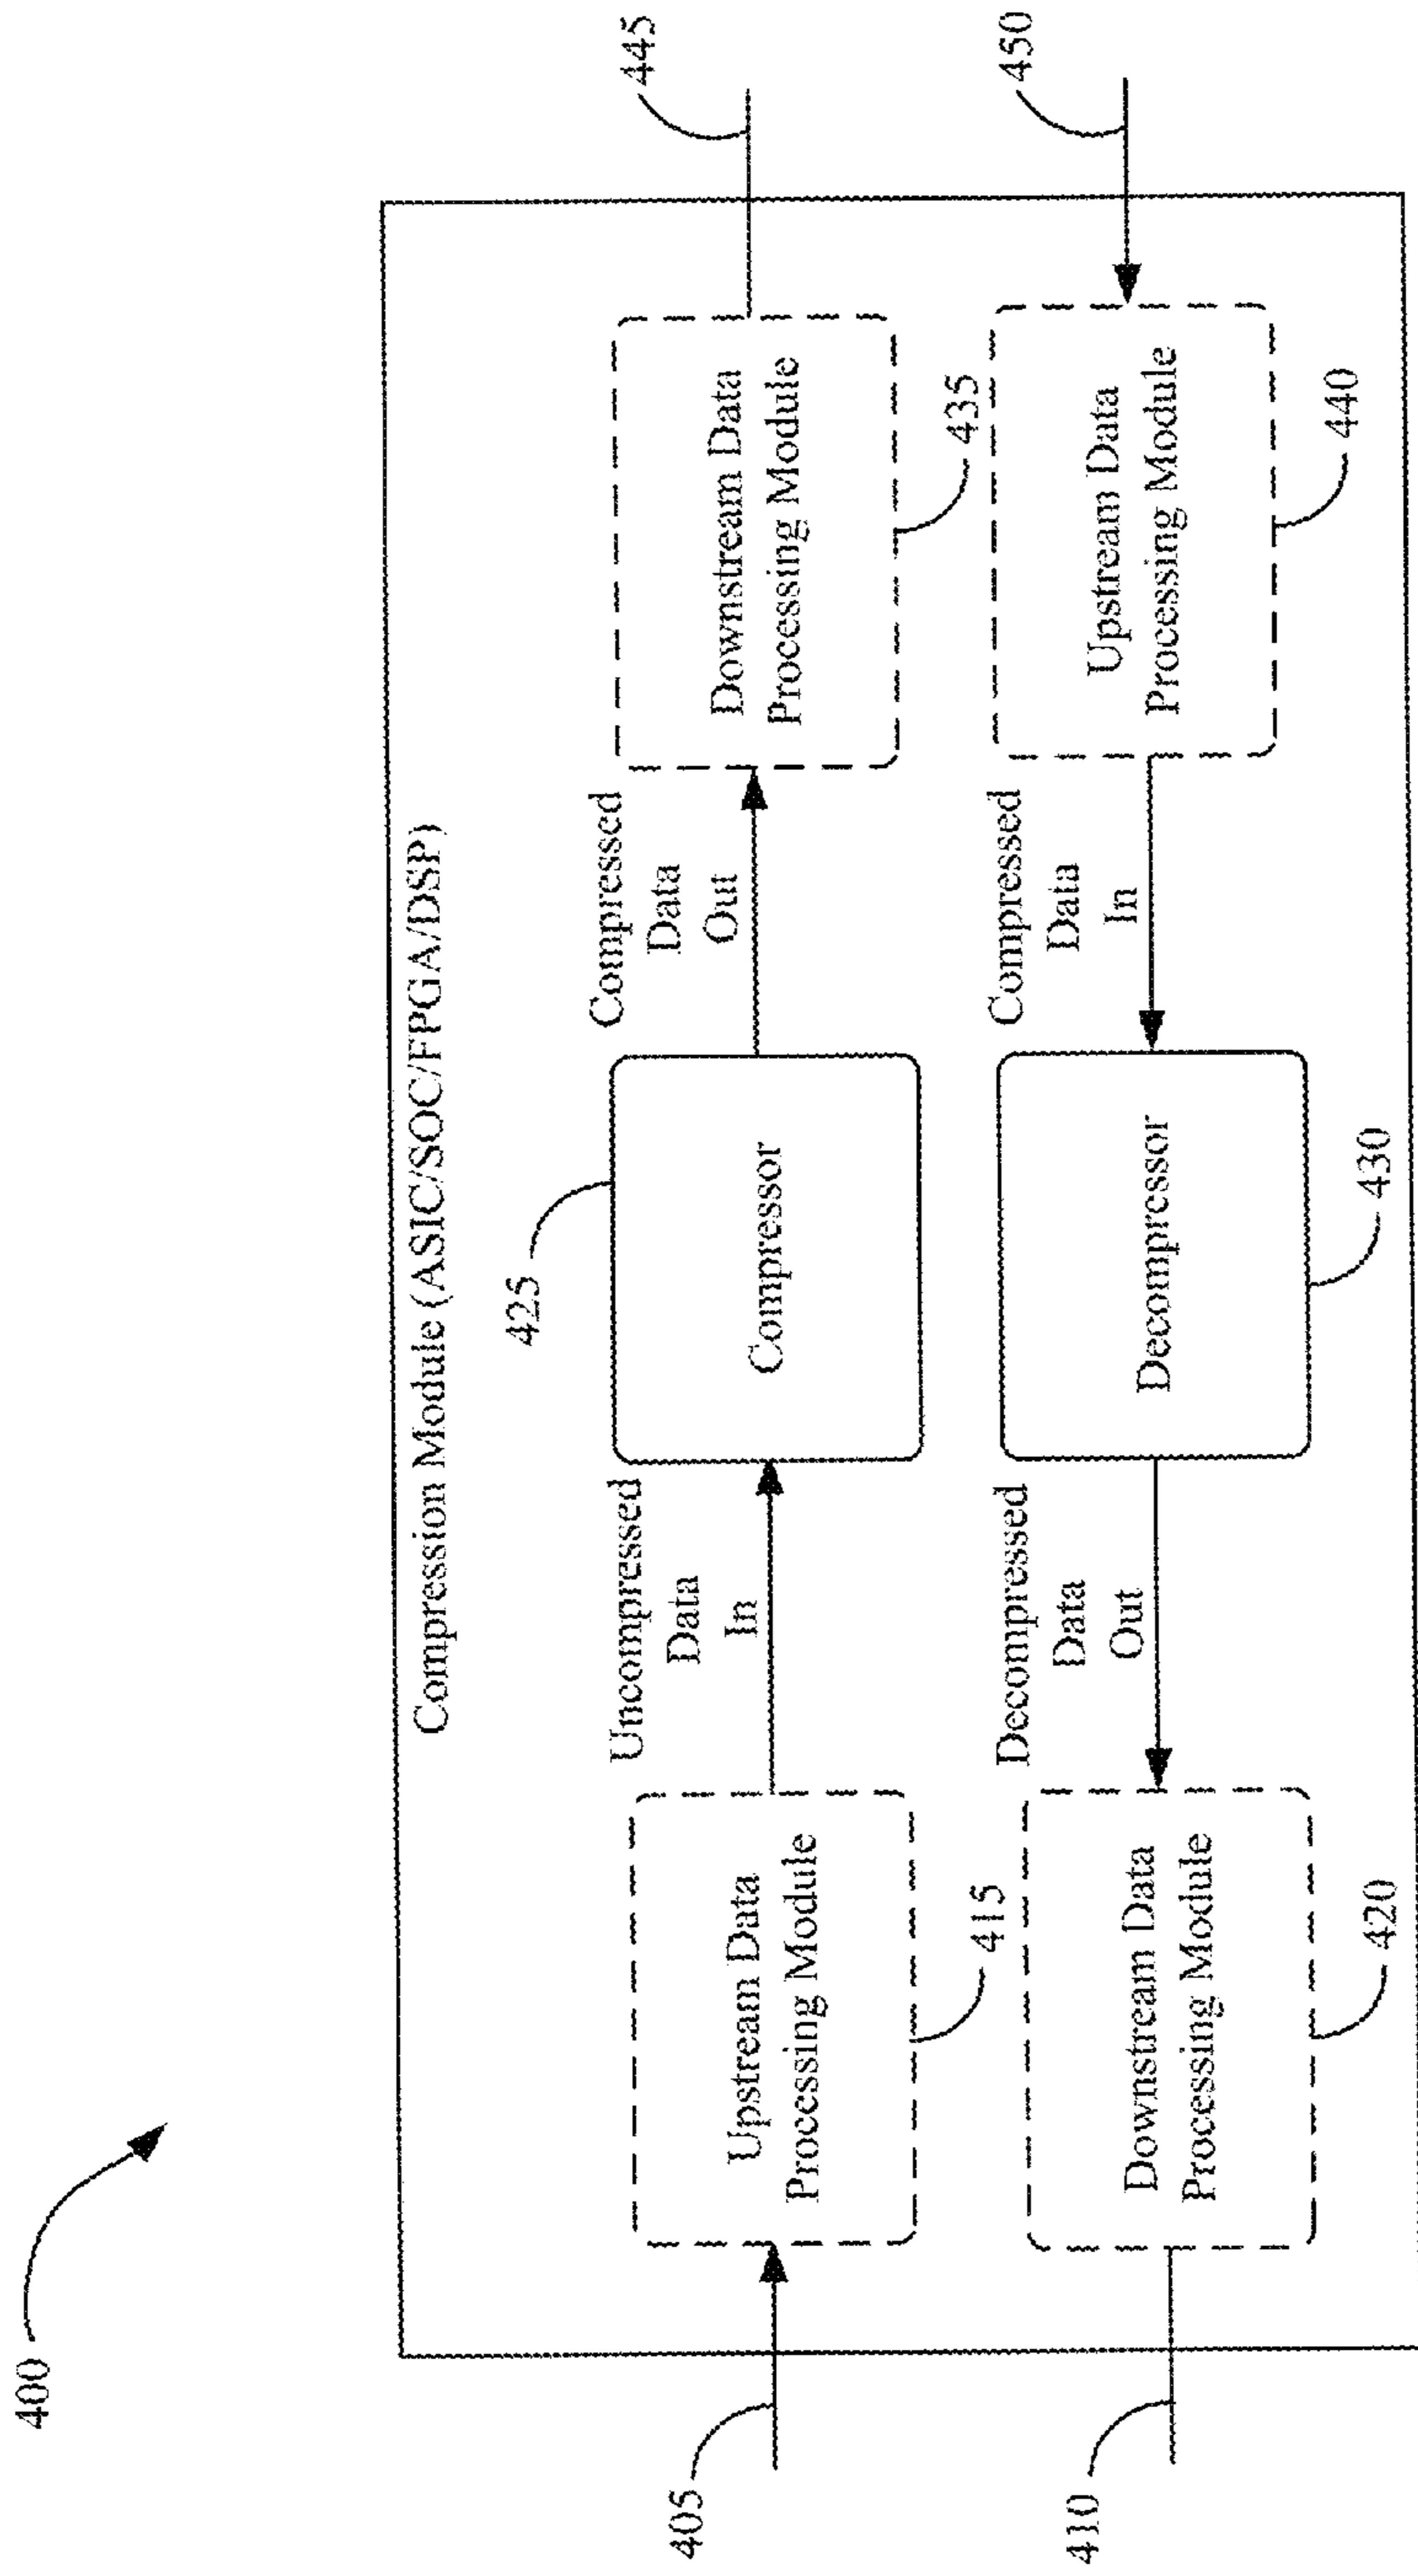 400
Compression Module (ASIC/SOC/FPGA/DSP)
405
Upstream Data
Processing Module
415
Uncompressed
Data
In
425
Compressor
Compressed
Data
Out
Downstream Data
Processing Module
435
445
410
Downstream Data
Processing Module
420
Decompressed
Data
Out
Decompressor
430
Compressed
Data
In
Upstream Data
Processing Module
440
450